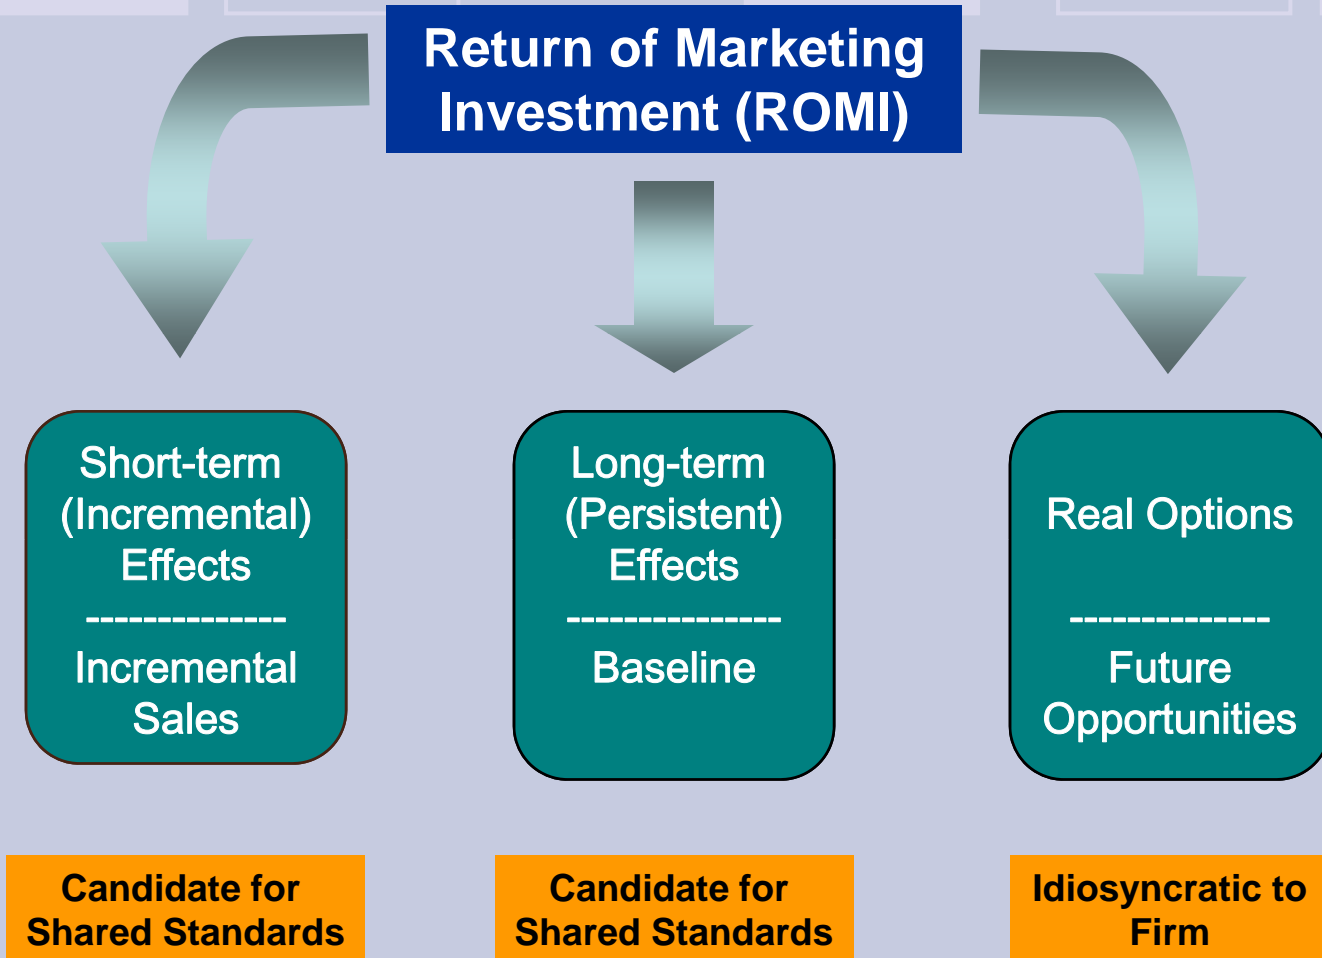 Return of Marketing
Investment (ROMI)
Short-term
(Incremental)
Effects
--------------
Incremental
Sales
Long-term
(Persistent)
Effects
---------------
Baseline
Real Options
--------------
Future
Opportunities
Candidate for
Shared Standards
Candidate for
Shared Standards
Idiosyncratic to
Firm